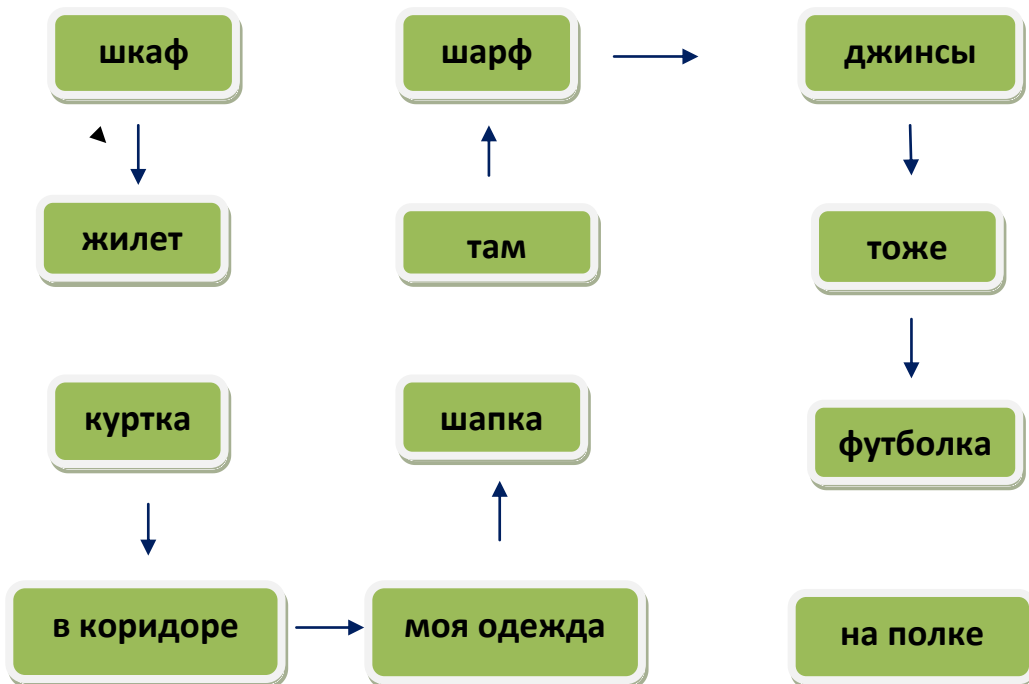 шкаф
шарф
джинсы
жилет
там
тоже
куртка
шапка
футболка
в коридоре
моя одежда
на полке